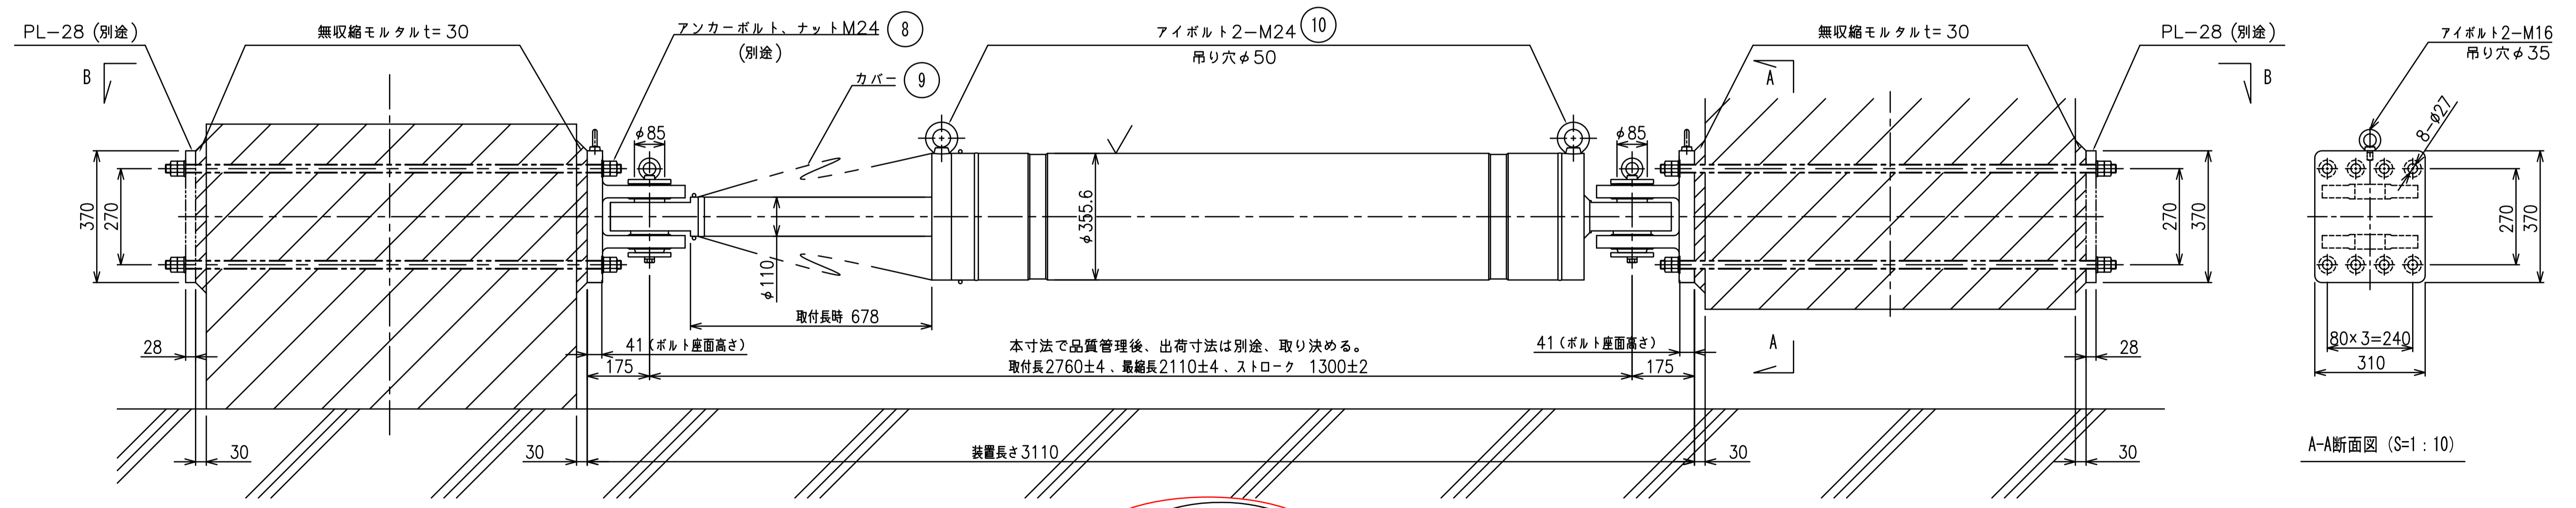 PL-28 (別途)
無収縮モルタルt=30
アンカーボルト、ナットM24 8
(別途)
アイボルト2-M24 10
吊り穴φ50
無収縮モルタルt=30
PL-28 (別途)
アイボルト2-M16
吊り穴φ35
B
カバー 9
A
B
φ85
φ85
8-φ27
370
270
φ110
φ355.6
270
370
270
370
取付長時 678
28
41(ボルト座面高さ)
本寸法で品質管理後、出荷寸法は別途、取り決める。
41(ボルト座面高さ)
A
28
80×3=240
175
取付長2760±4、最縮長2110±4、ストローク 1300±2
175
310
30
30
装置長さ3110
30
30
A-A断面図 (S=1:10)